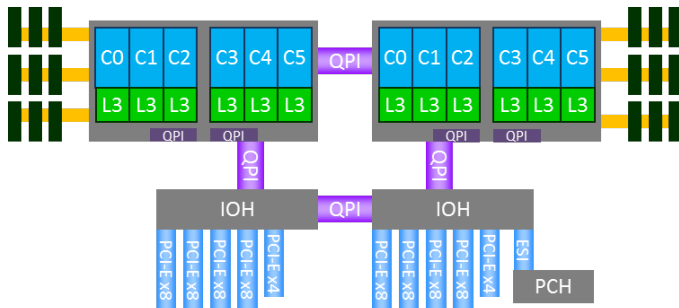 C0 C1 C2 C3 C4 C5 QPI C0 C1 C2 C3 C4 C5
L3 L3 L3 L3 L3 L3 L3 L3 L3 L3 L3 L3
QPI QPI QPI QPI
QPI QPI
IOH QPI IOH
PCI-E x8 PCI-E x8 PCI-E x8 PCI-E x8 PCI-E x4 PCI-E x8 PCI-E x8 PCI-E x8 PCI-E x8 PCI-E x4 ESI
PCH